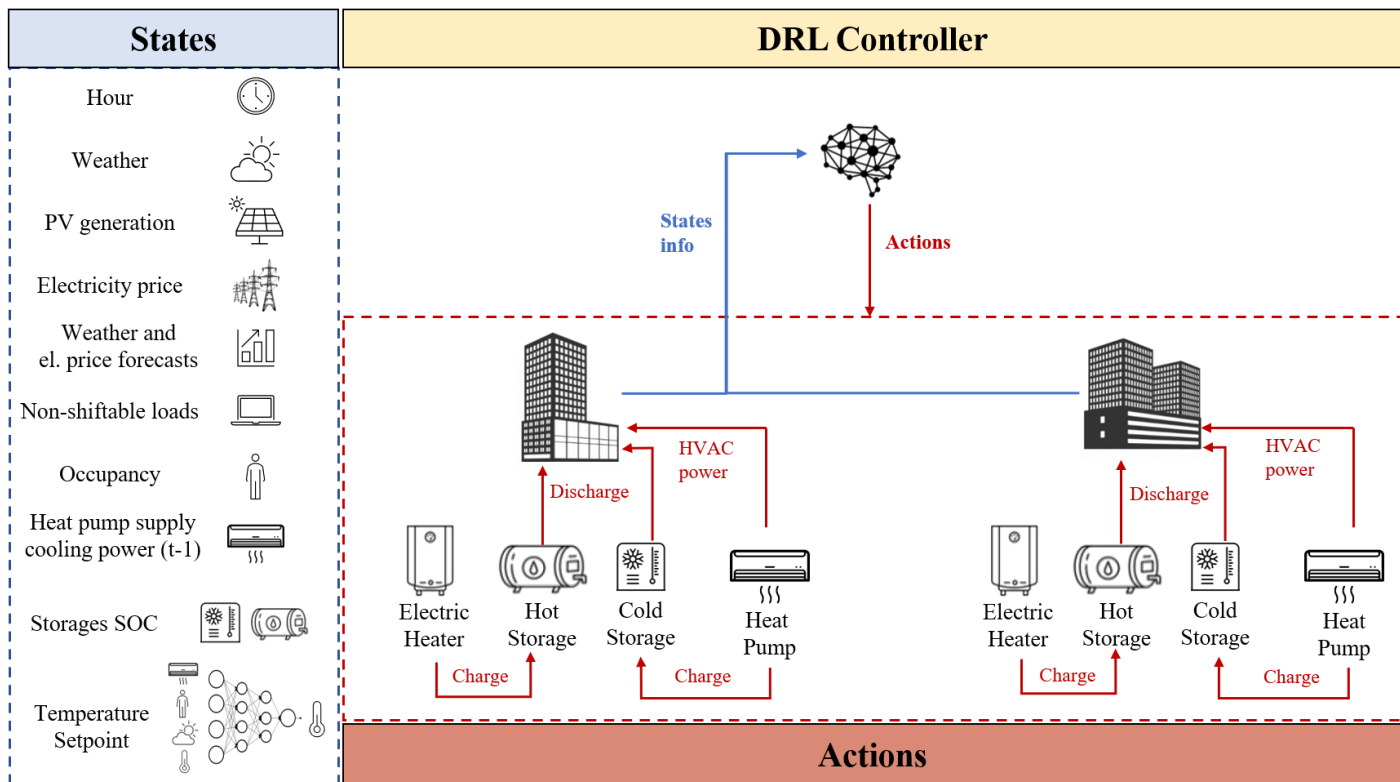 States
DRL Controller
Hour
Weather
PV generation
Electricity price
Weather and
el. price forecasts
Non-shiftable loads
Occupancy
Heat pump supply
cooling power (t-1)
Storages SOC
Temperature
Setpoint
States
info
Actions
HVAC
power
Discharge
Electric
Heater
Hot
Storage
Cold
Storage
Heat
Pump
Charge
Charge
HVAC
power
Discharge
Electric
Heater
Hot
Storage
Cold
Storage
Heat
Pump
Charge
Charge
Actions